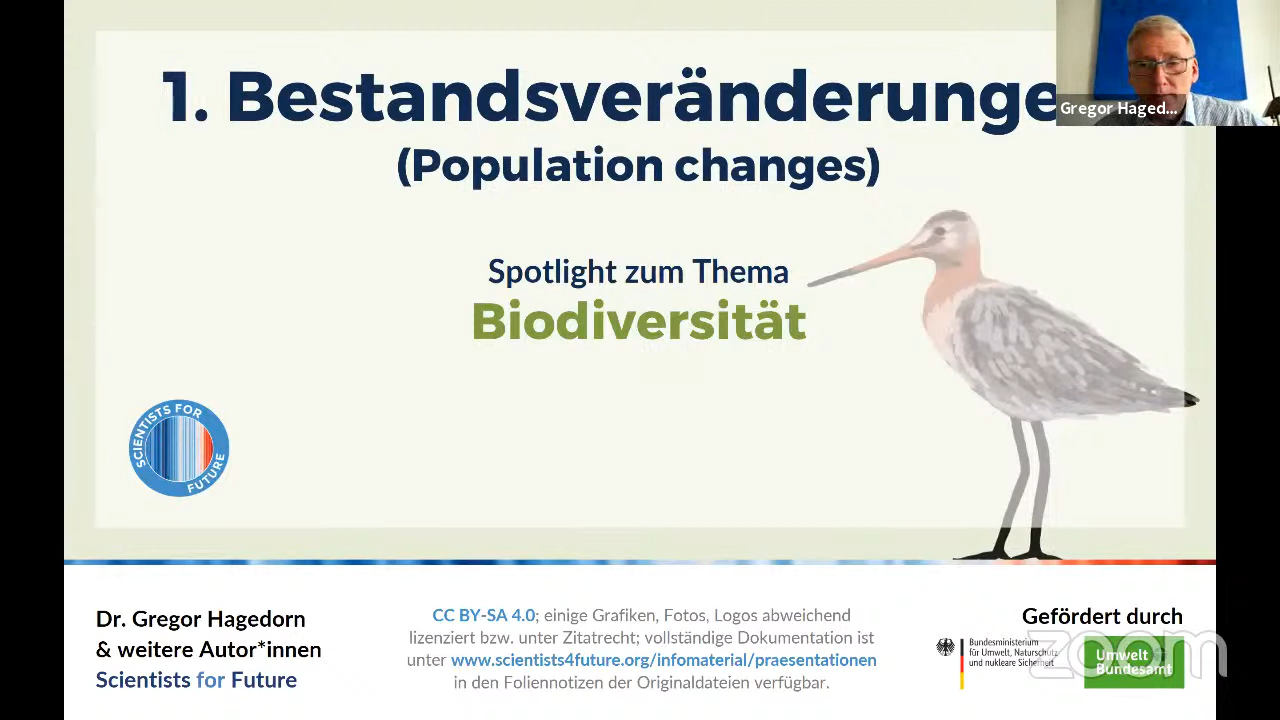 1. Bestandsveränderunge
(Population changes)
Gregor Haged...
Spotlight zum Thema
Biodiversität
SCIENTISTS FOR
FUTURE
Dr. Gregor Hagedorn
& weitere Autor*innen
Scientists for Future
CC BY-SA 4.0; einige Grafiken, Fotos, Logos abweichend
lizenziert bzw. unter Zitatrecht; vollständige Dokumentation ist
unter www.scientists4future.org/infomaterial/praesentationen
in den Foliennotizen der Originaldateien verfügbar.
Gefördert durch
Bundesministerium
für Umwelt, Naturschutz
und nukleare Sicherheit
Umwelt
Bundesamt
zoom